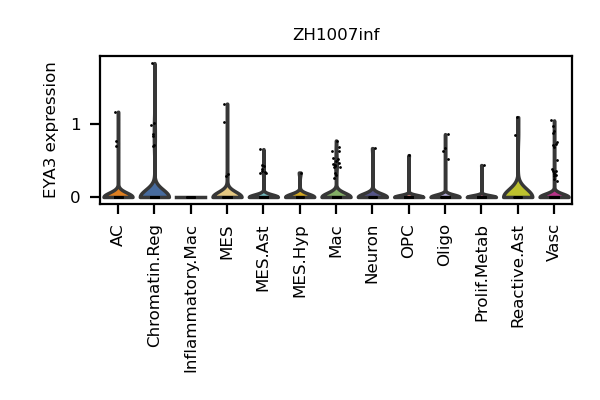 ZH1007inf
EYA3 expression
1
0
AC
Chromatin.Reg
Inflammatory.Mac
MES
MES.Ast
MES.Hyp
Mac
Neuron
OPC
Oligo
Prolif.Metab
Reactive.Ast
Vasc